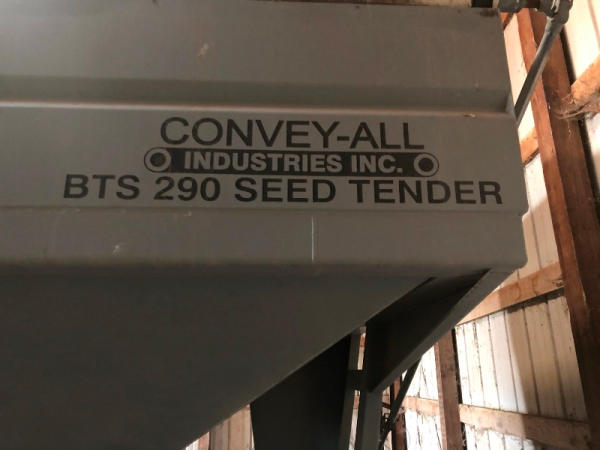 CONVEY-ALL
INDUSTRIES INC.
BTS 290 SEED TENDER